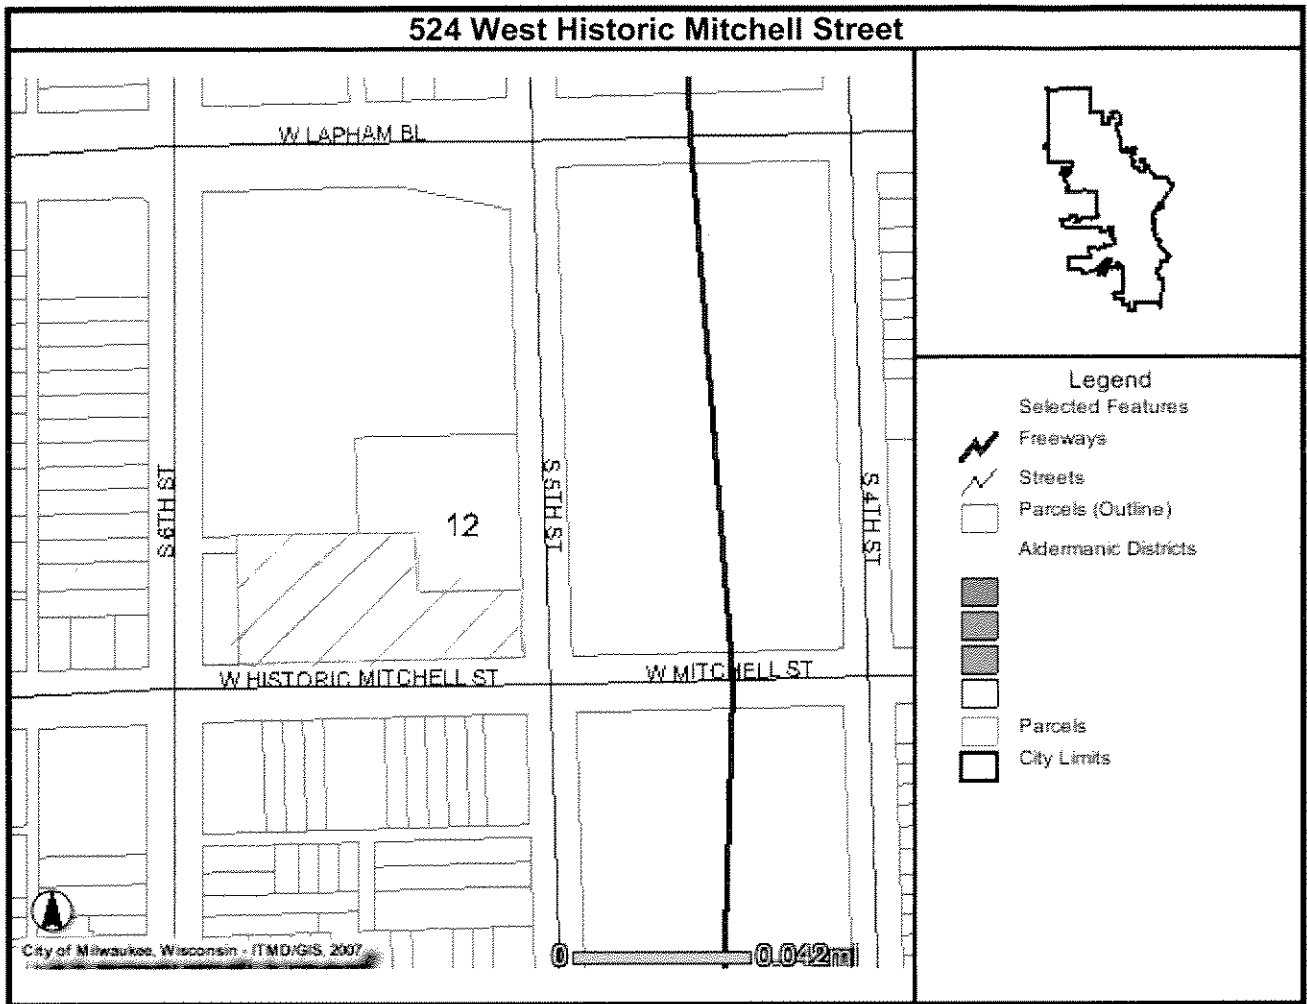 524 West Historic Mitchell Street
W LAPHAM BL
S 6TH ST
S 5TH ST
S 4TH ST
12
W HISTORIC MITCHELL ST
W MITCHELL ST
City of Milwaukee, Wisconsin - ITMD/GIS, 2007
0
0.042mi
Legend
Selected Features
Freeways
Streets
Parcels (Outline)
Aldermanic Districts
Parcels
City Limits